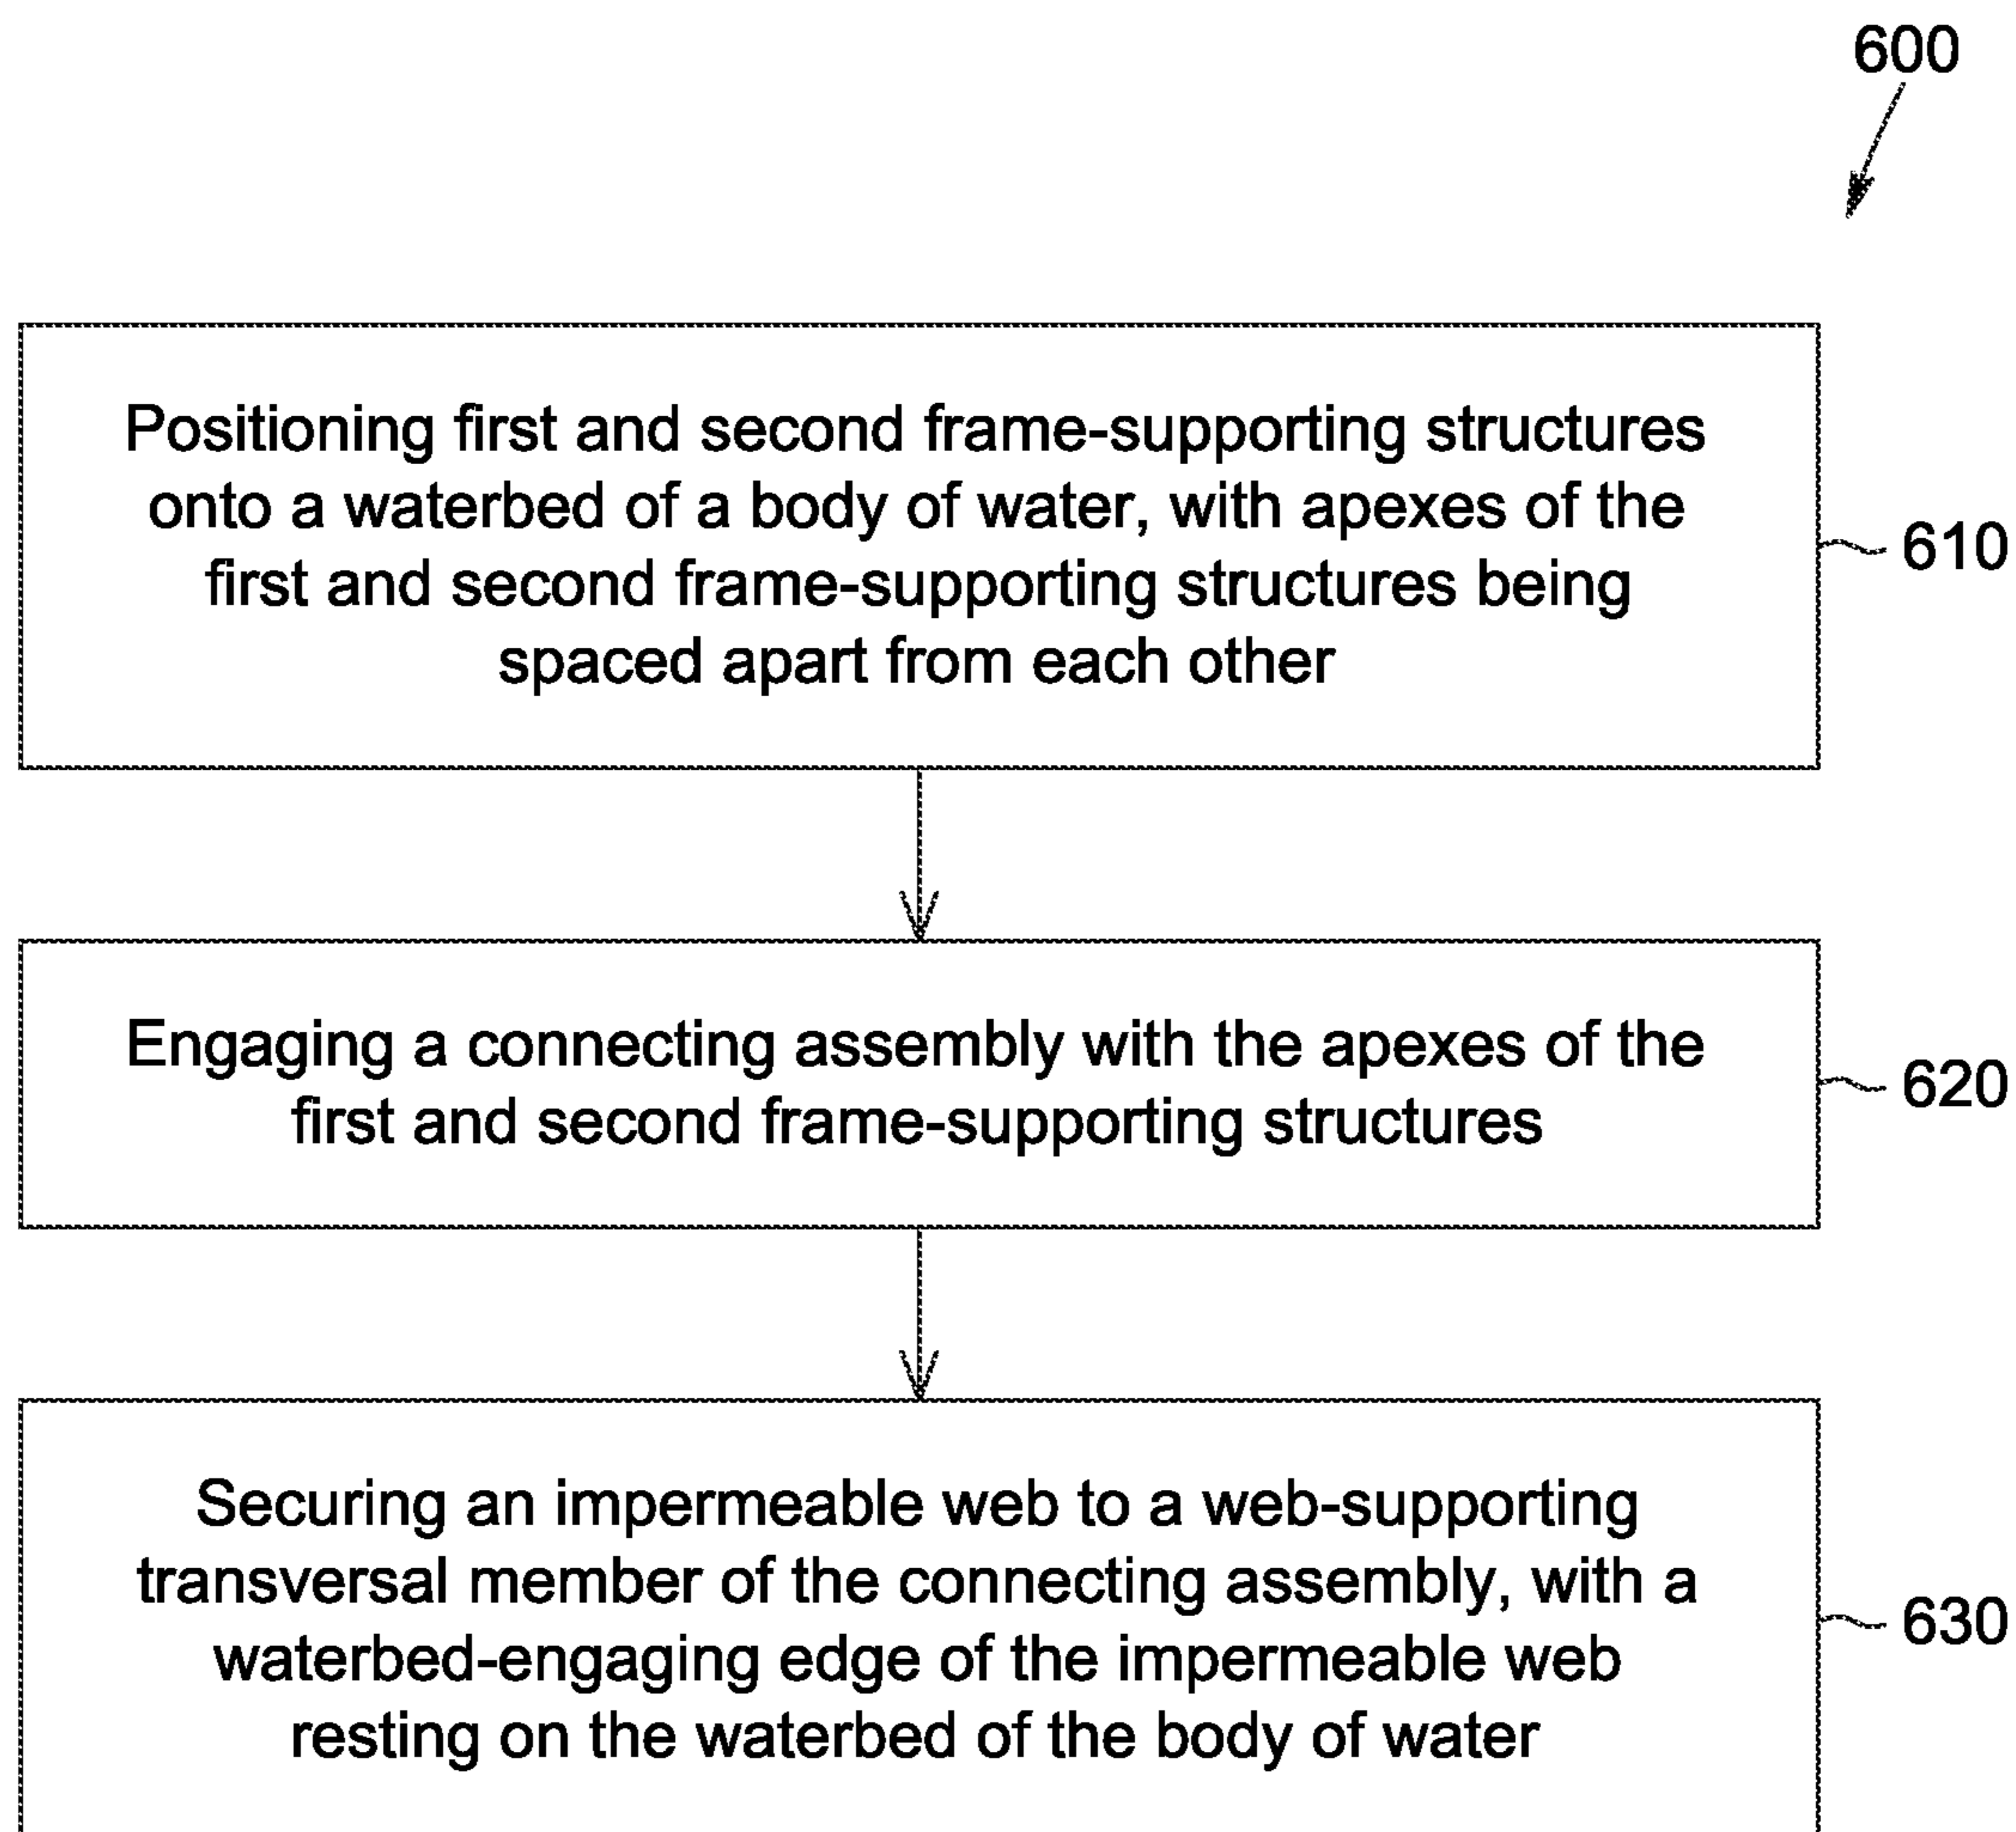 600
Positioning first and second frame-supporting structures
onto a waterbed of a body of water, with apexes of the
first and second frame-supporting structures being
spaced apart from each other
610
Engaging a connecting assembly with the apexes of the
first and second frame-supporting structures
620
Securing an impermeable web to a web-supporting
transversal member of the connecting assembly, with a
waterbed-engaging edge of the impermeable web
resting on the waterbed of the body of water
630